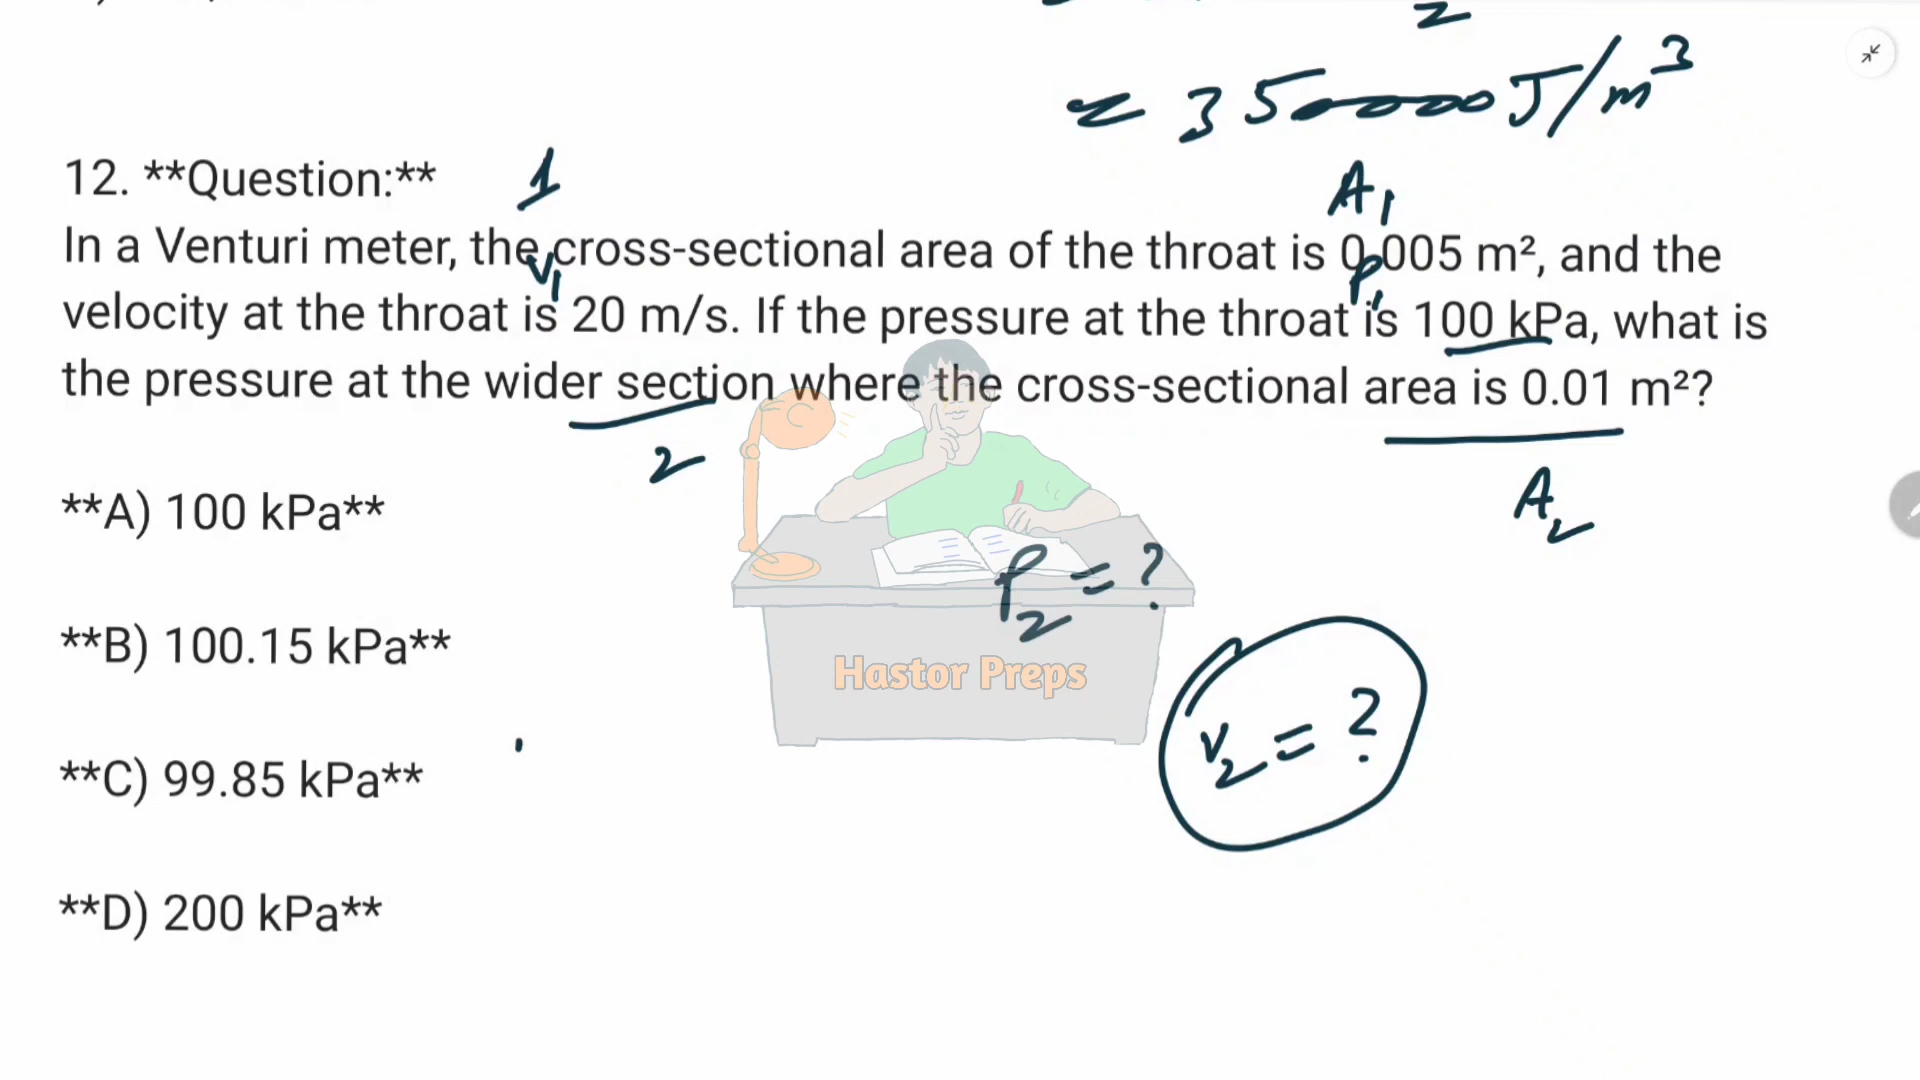 2
= 350000 J/m³
12. **Question:** 1
A₁
In a Venturi meter, the cross-sectional area of the throat is 0.005 m², and the
V₁ P₁
velocity at the throat is 20 m/s. If the pressure at the throat is 100 kPa, what is
the pressure at the wider section where the cross-sectional area is 0.01 m²?
2
A₂
**A) 100 kPa**
P₂ = ?
**B) 100.15 kPa**
Hastor Preps
V₂ = ?
**C) 99.85 kPa**
**D) 200 kPa**